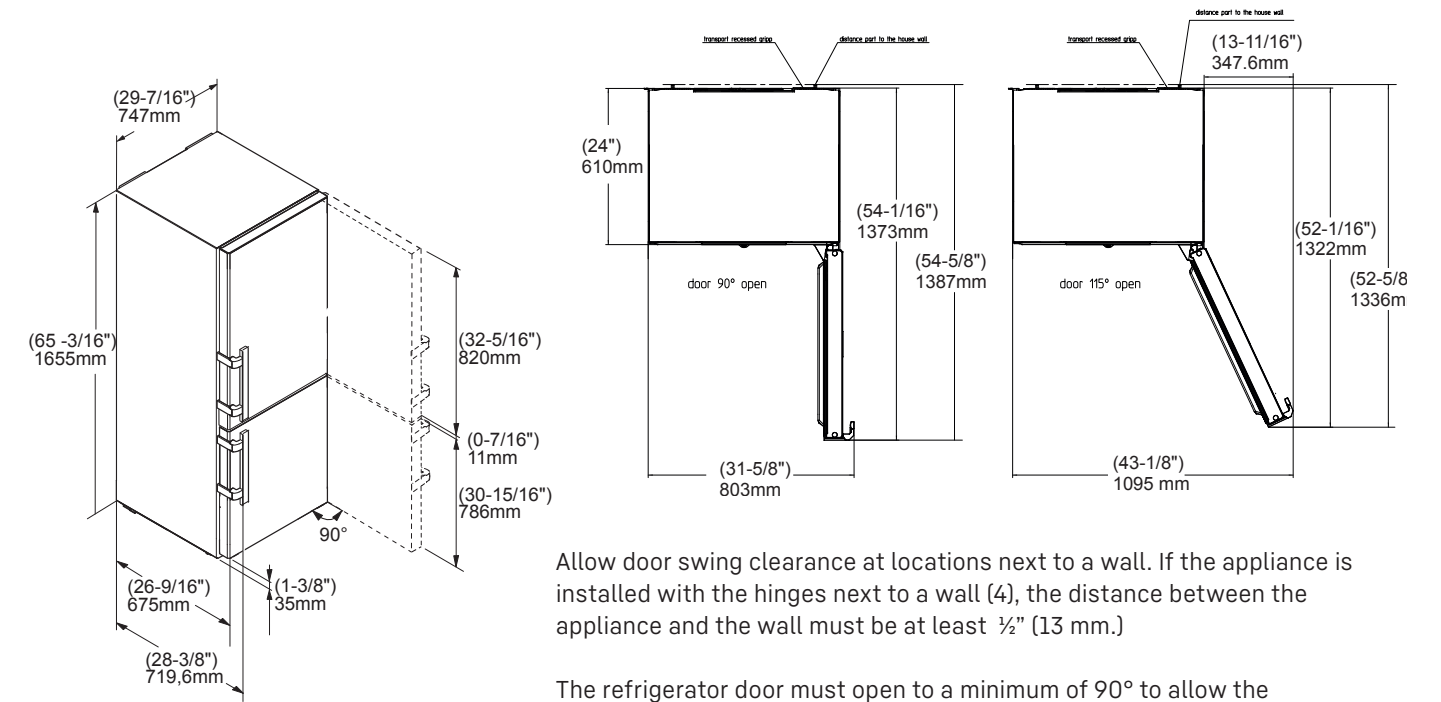 (29-7/16")
747mm
(65 -3/16")
1655mm
(32-5/16")
820mm
(0-7/16")
11mm
(30-15/16")
786mm
90°
(26-9/16")
675mm
(1-3/8")
35mm
(28-3/8")
719,6mm
transport recessed gripp
distance part to the house wall
(24")
610mm
(54-1/16")
1373mm
(54-5/8")
1387mm
door 90° open
(31-5/8")
803mm
distance part to the house wall
transport recessed gripp
(13-11/16")
347.6mm
(52-1/16")
1322mm
(52-5/8
1336m
door 115° open
(43-1/8")
1095 mm
Allow door swing clearance at locations next to a wall. If the appliance is
installed with the hinges next to a wall (4), the distance between the
appliance and the wall must be at least ½” (13 mm.)
The refrigerator door must open to a minimum of 90° to allow the